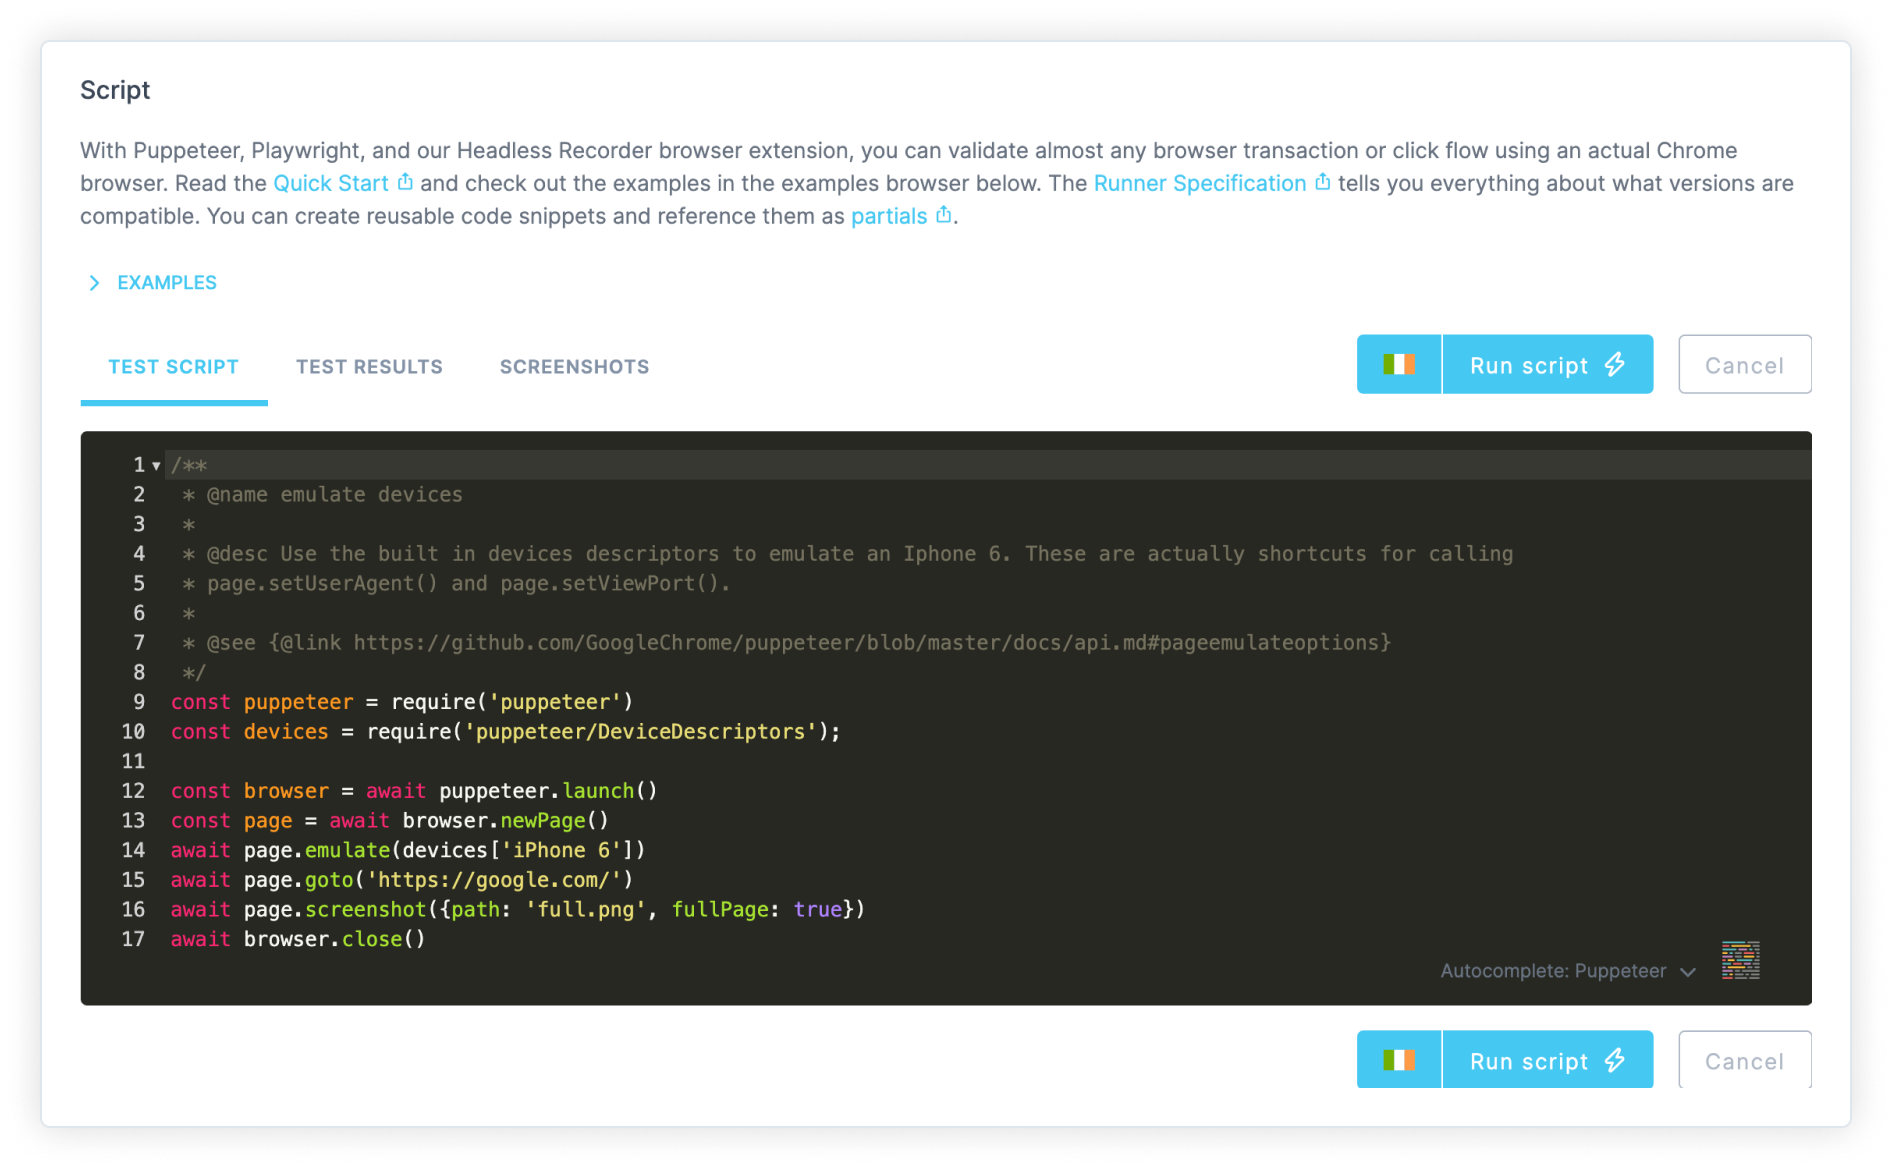 Script
With Puppeteer, Playwright, and our Headless Recorder browser extension, you can validate almost any browser transaction or click flow using an actual Chrome
browser. Read the Quick Start and check out the examples in the examples browser below. The Runner Specification tells you everything about what versions are
compatible. You can create reusable code snippets and reference them as partials .
EXAMPLES
TEST SCRIPT TEST RESULTS SCREENSHOTS Run script Cancel
1 /**
2  * @name emulate devices
3  *
4  * @desc Use the built in devices descriptors to emulate an Iphone 6. These are actually shortcuts for calling
5  * page.setUserAgent() and page.setViewPort().
6  *
7  * @see {@link https://github.com/GoogleChrome/puppeteer/blob/master/docs/api.md#pageemulateoptions}
8  */
9 const puppeteer = require('puppeteer')
10 const devices = require('puppeteer/DeviceDescriptors');
11
12 const browser = await puppeteer.launch()
13 const page = await browser.newPage()
14 await page.emulate(devices['iPhone 6'])
15 await page.goto('https://google.com/')
16 await page.screenshot({path: 'full.png', fullPage: true})
17 await browser.close()
Autocomplete: Puppeteer
Run script Cancel